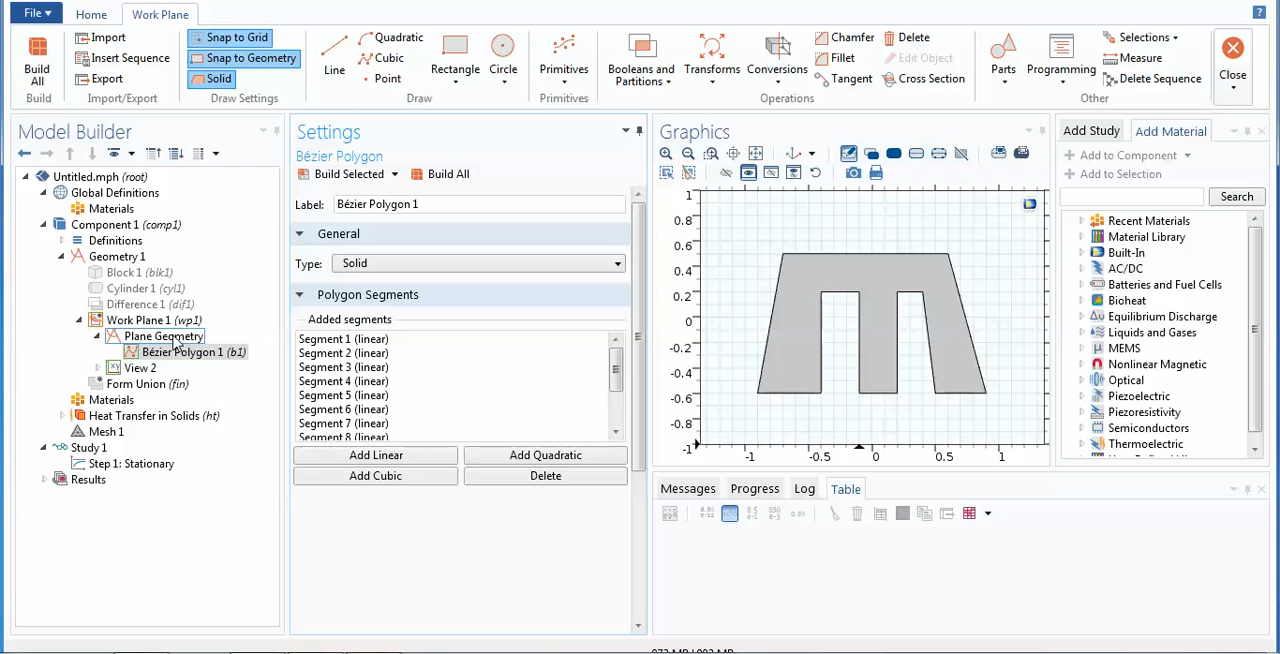 File ▾ Home Work Plane ?
Build All
Build
Import
Insert Sequence
Export
Import/Export
Snap to Grid
Snap to Geometry
Solid
Draw Settings
Line
Quadratic
Cubic
Point
Rectangle
Circle
Draw
Primitives
Primitives
Booleans and Partitions
Transforms
Conversions
Chamfer
Fillet
Tangent
Delete
Edit Object
Cross Section
Operations
Parts
Programming
Selections
Measure
Delete Sequence
Other
Close
Model Builder
Untitled.mph (root)
Global Definitions
Materials
Component 1 (comp1)
Definitions
Geometry 1
Block 1 (blk1)
Cylinder 1 (cyl1)
Difference 1 (dif1)
Work Plane 1 (wp1)
Plane Geometry
Bézier Polygon 1 (b1)
View 2
Form Union (fin)
Materials
Heat Transfer in Solids (ht)
Mesh 1
Study 1
Step 1: Stationary
Results
Settings
Bézier Polygon
Build Selected Build All
Label: Bézier Polygon 1
General
Type: Solid
Polygon Segments
Added segments
Segment 1 (linear)
Segment 2 (linear)
Segment 3 (linear)
Segment 4 (linear)
Segment 5 (linear)
Segment 6 (linear)
Segment 7 (linear)
Segment 8 (linear)
Add Linear Add Quadratic
Add Cubic Delete
Graphics
1
0.8
0.6
0.4
0.2
0
-0.2
-0.4
-0.6
-0.8
-1
-1 -0.5 0 0.5 1
Messages Progress Log Table
Add Study Add Material
Add to Component
Add to Selection
Search
Recent Materials
Material Library
Built-In
AC/DC
Batteries and Fuel Cells
Bioheat
Equilibrium Discharge
Liquids and Gases
MEMS
Nonlinear Magnetic
Optical
Piezoelectric
Piezoresistivity
Semiconductors
Thermoelectric